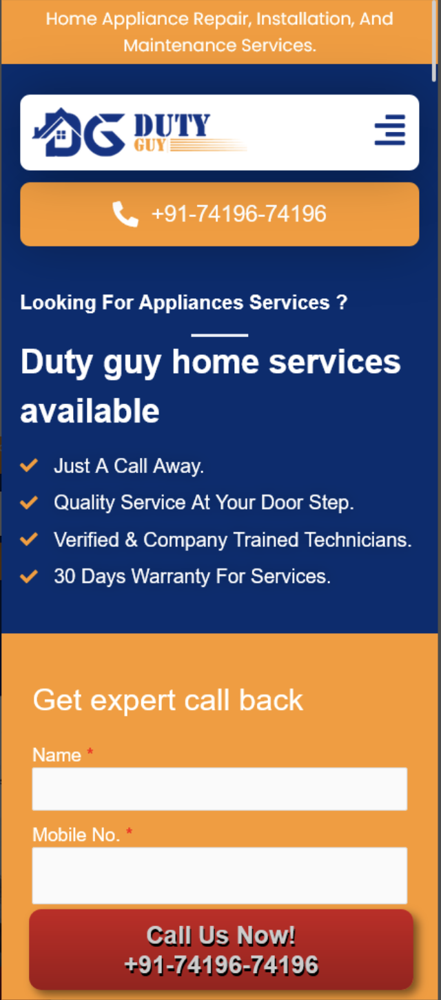 Home Appliance Repair, Installation, And
Maintenance Services.
DG DUTY
GUY
+91-74196-74196
Looking For Appliances Services ?
Duty guy home services
available
Just A Call Away.
Quality Service At Your Door Step.
Verified & Company Trained Technicians.
30 Days Warranty For Services.
Get expert call back
Name *
Mobile No. *
Call Us Now!
+91-74196-74196